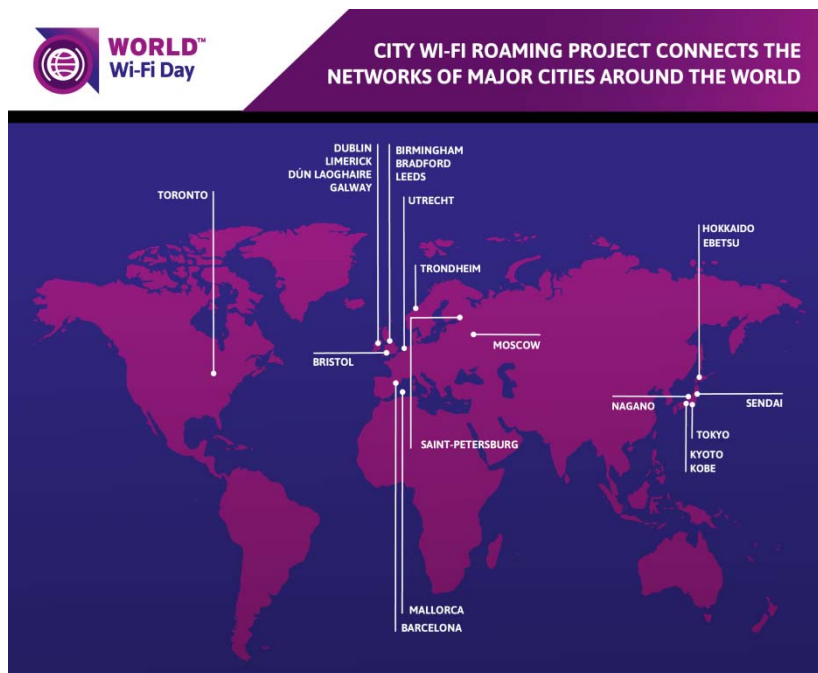 WORLD™
Wi-Fi Day
CITY WI-FI ROAMING PROJECT CONNECTS THE
NETWORKS OF MAJOR CITIES AROUND THE WORLD
DUBLIN
LIMERICK
DÚN LAOGHAIRE
GALWAY
BIRMINGHAM
BRADFORD
LEEDS
TORONTO
UTRECHT
HOKKAIDO
EBETSU
TRONDHEIM
MOSCOW
BRISTOL
NAGANO
SENDAI
TOKYO
SAINT-PETERSBURG
KYOTO
KOBE
MALLORCA
BARCELONA